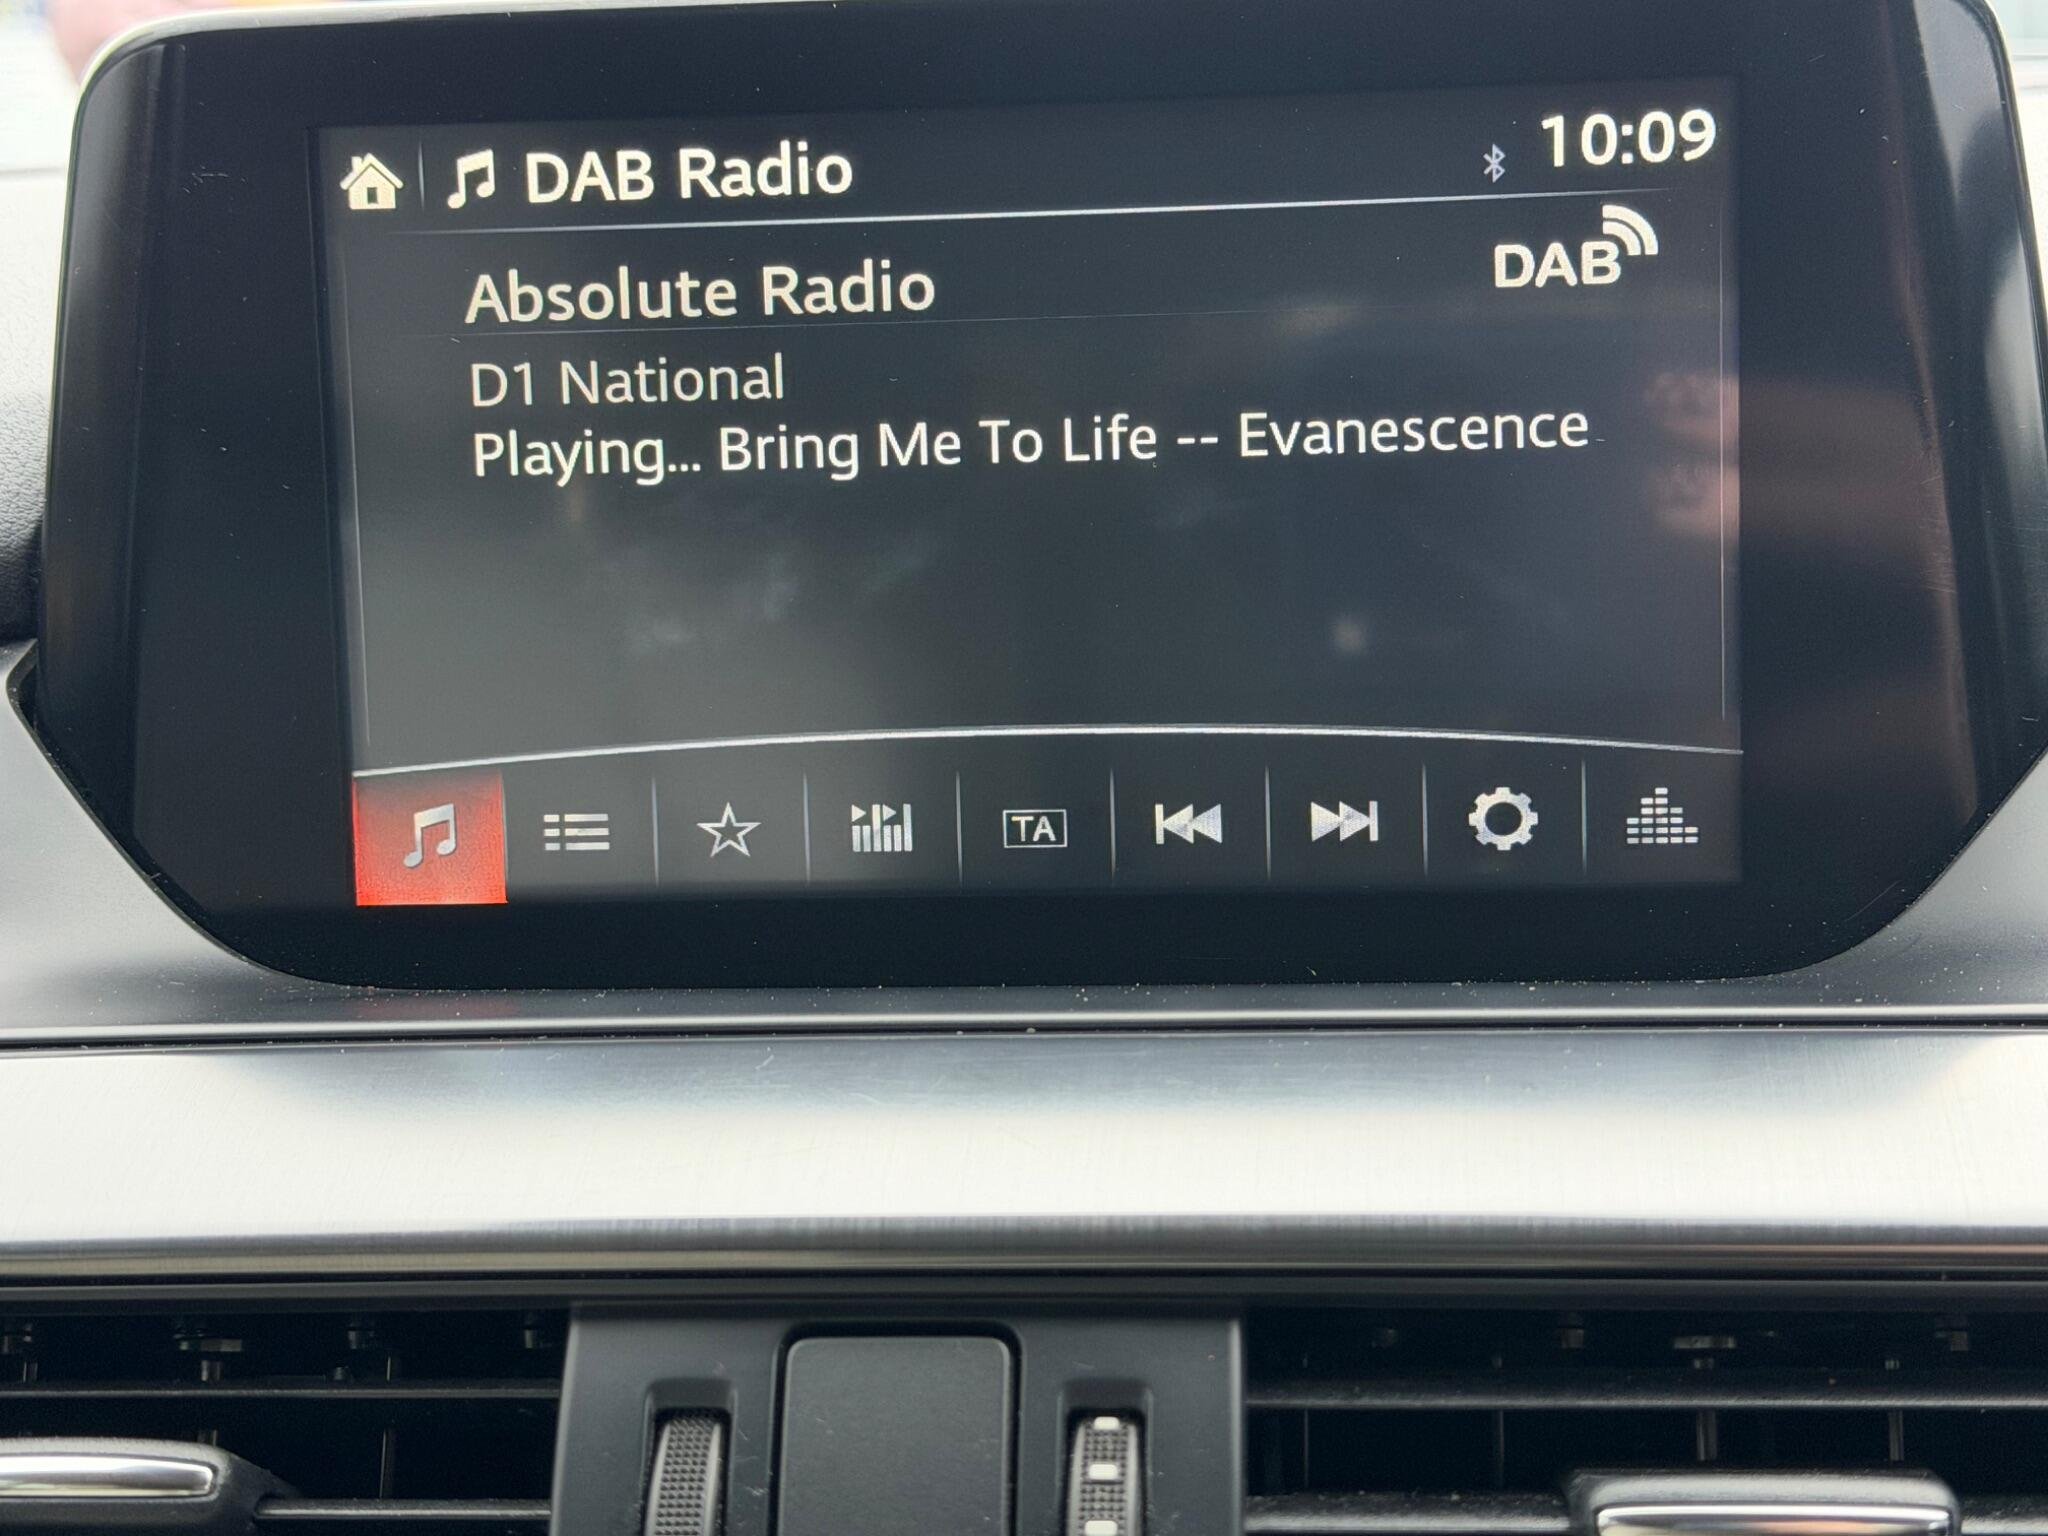 DAB Radio
10:09
Absolute Radio
DAB
D1 National
Playing... Bring Me To Life -- Evanescence
TA